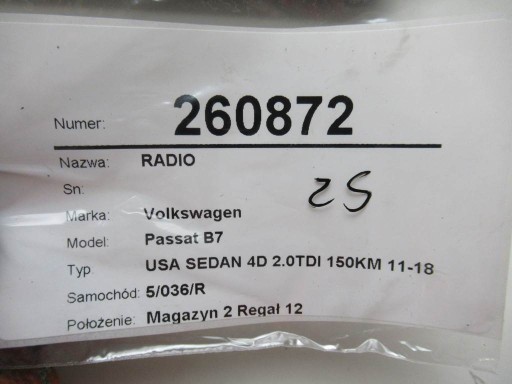 Numer: 260872
Nazwa: RADIO
Sn:
25
Marka: Volkswagen
Model: Passat B7
Typ USA SEDAN 4D 2.0TDI 150KM 11-18
Samochód: 5/036/R
Położenie: Magazyn 2 Regał 12